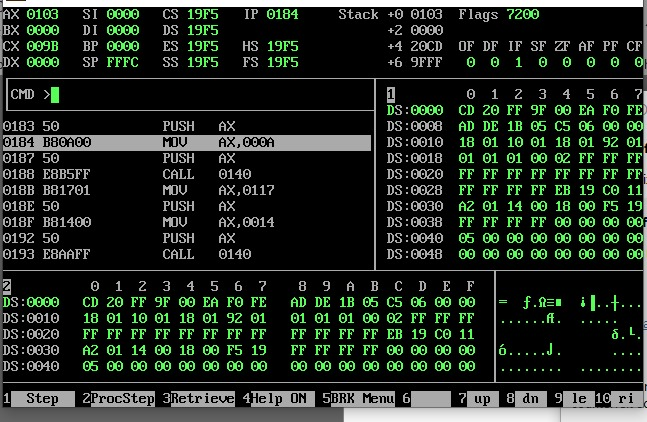 AX 0103 SI 0000 CS 19F5 IP 0184 Stack +0 0103 Flags 7200
BX 0000 DI 0000 DS 19F5 +2 0000
CX 009B BP 0000 ES 19F5 HS 19F5 +4 20CD OF DF IF SF ZF AF PF CF
DX 0000 SP FFFC SS 19F5 FS 19F5 +6 9FFF 0 0 1 0 0 0 0 0
CMD >
1 0 1 2 3 4 5 6 7
DS:0000 CD 20 FF 9F 00 EA F0 FE
DS:0008 AD DE 1B 05 C5 06 00 00
DS:0010 18 01 10 01 18 01 92 01
DS:0018 01 01 01 00 02 FF FF FF
DS:0020 FF FF FF FF FF FF FF FF
DS:0028 FF FF FF FF EB 19 C0 11
DS:0030 A2 01 14 00 18 00 F5 19
DS:0038 FF FF FF FF 00 00 00 00
DS:0040 05 00 00 00 00 00 00 00
DS:0048 00 00 00 00 00 00 00 00
0183 50 PUSH AX
0184 B80A00 MOV AX,000A
0187 50 PUSH AX
0188 E8B5FF CALL 0140
018B B81701 MOV AX,0117
018F B81400 MOV AX,0014
0192 50 PUSH AX
0193 E8AAFF CALL 0140
2 0 1 2 3 4 5 6 7 8 9 A B C D E F
DS:0000 CD 20 FF 9F 00 EA F0 FE AD DE 1B 05 C5 06 00 00
DS:0010 18 01 10 01 18 01 92 01 01 01 01 00 02 FF FF FF
DS:0020 FF FF FF FF FF FF FF FF FF FF FF FF EB 19 C0 11
DS:0030 A2 01 14 00 18 00 F5 19 FF FF FF FF 00 00 00 00
DS:0040 05 00 00 00 00 00 00 00 00 00 00 00 00 00 00 00
1 Step 2ProcStep 3Retrieve 4Help ON 5BRK Menu 6 7 up 8 dn 9 le 10 ri